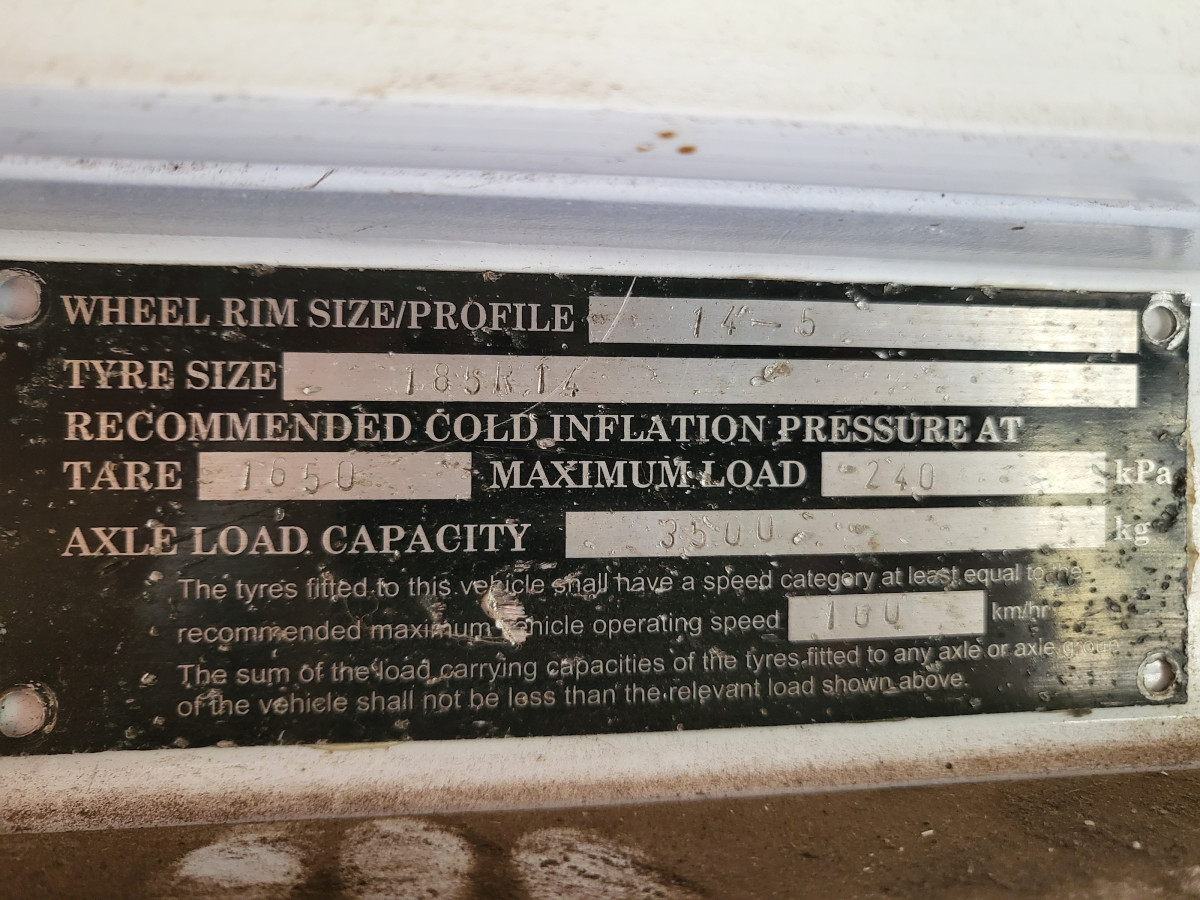 WHEEL RIM SIZE/PROFILE 14-5
TYRE SIZE 185R14
RECOMMENDED COLD INFLATION PRESSURE AT
TARE 1650 MAXIMUM LOAD 240 kPa
AXLE LOAD CAPACITY 3500 kg
The tyres fitted to this vehicle shall have a speed category at least equal to the
recommended maximum vehicle operating speed 100 km/hr
The sum of the load carrying capacities of the tyres fitted to any axle or axle group
of the vehicle shall not be less than the relevant load shown above.